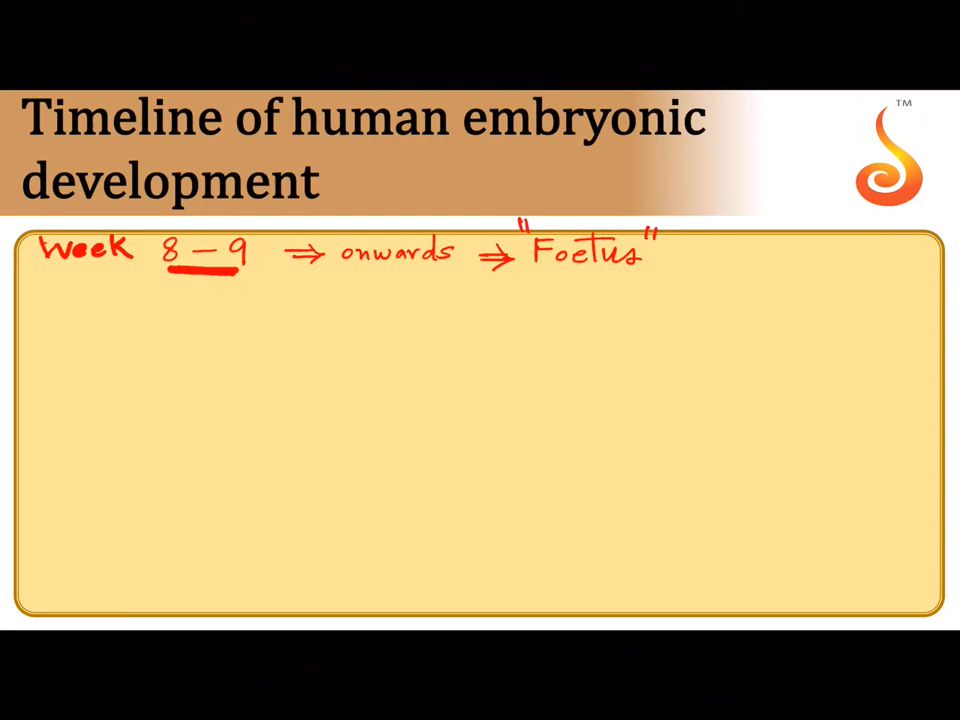 Timeline of human embryonic
development
TM
Week 8 - 9 ⇒ onwards ⇒ "Foetus"